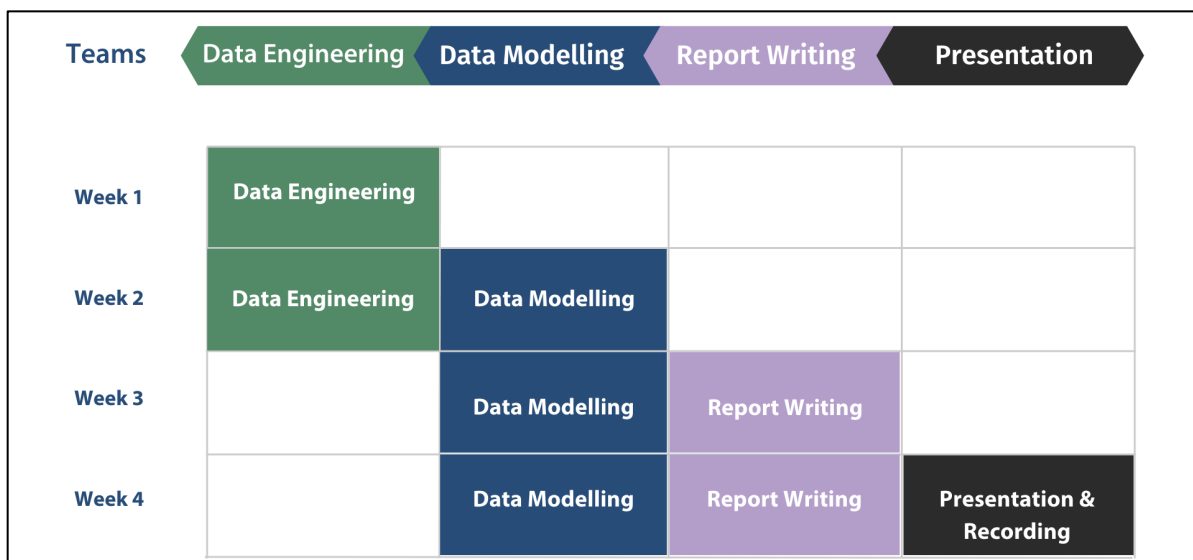 Teams Data Engineering Data Modelling Report Writing Presentation
Week 1 Data Engineering
Week 2 Data Engineering Data Modelling
Week 3 Data Modelling Report Writing
Week 4 Data Modelling Report Writing Presentation &
Recording